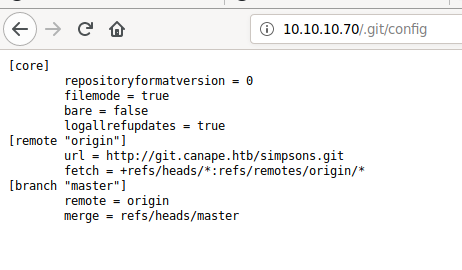 10.10.10.70/.git/config
[core]
repositoryformatversion = 0
filemode = true
bare = false
logallrefupdates = true
[remote "origin"]
url = http://git.canape.htb/simpsons.git
fetch = +refs/heads/*:refs/remotes/origin/*
[branch "master"]
remote = origin
merge = refs/heads/master